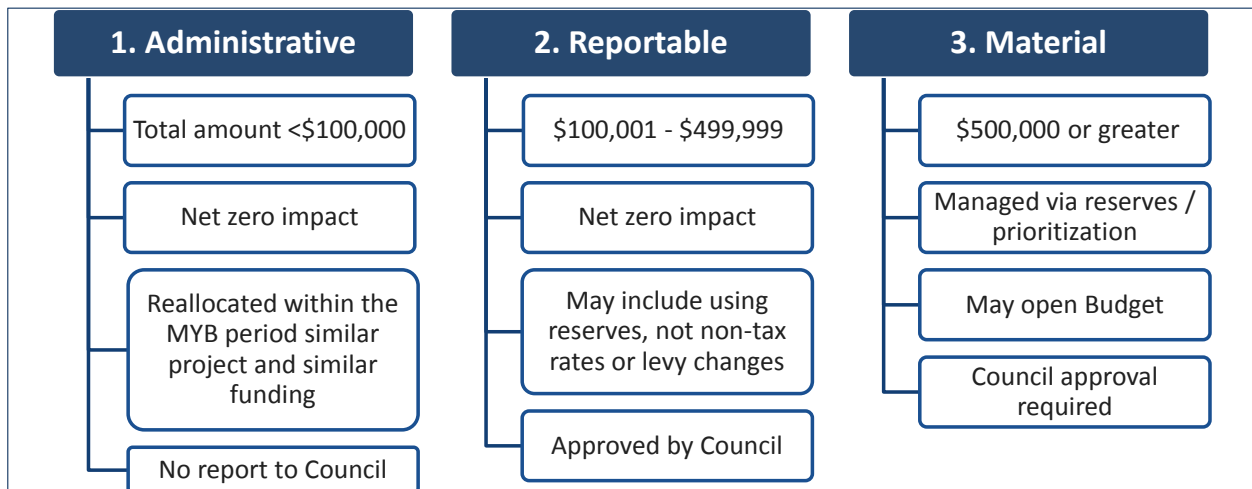 1. Administrative
Total amount <$100,000
Net zero impact
Reallocated within the
MYB period similar
project and similar
funding
No report to Council
2. Reportable
$100,001 - $499,999
Net zero impact
May include using
reserves, not non-tax
rates or levy changes
Approved by Council
3. Material
$500,000 or greater
Managed via reserves /
prioritization
May open Budget
Council approval
required